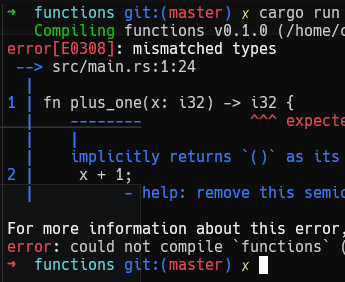 ➜  functions git:(master) ✗ cargo run
   Compiling functions v0.1.0 (/home/
error[E0308]: mismatched types
 --> src/main.rs:1:24
  |
1 | fn plus_one(x: i32) -> i32 {
  |    --------            ^^^ expecte
  |    |
  |    implicitly returns `()` as its
2 |     x + 1;
  |          - help: remove this semic
For more information about this error,
error: could not compile `functions` (
➜  functions git:(master) ✗